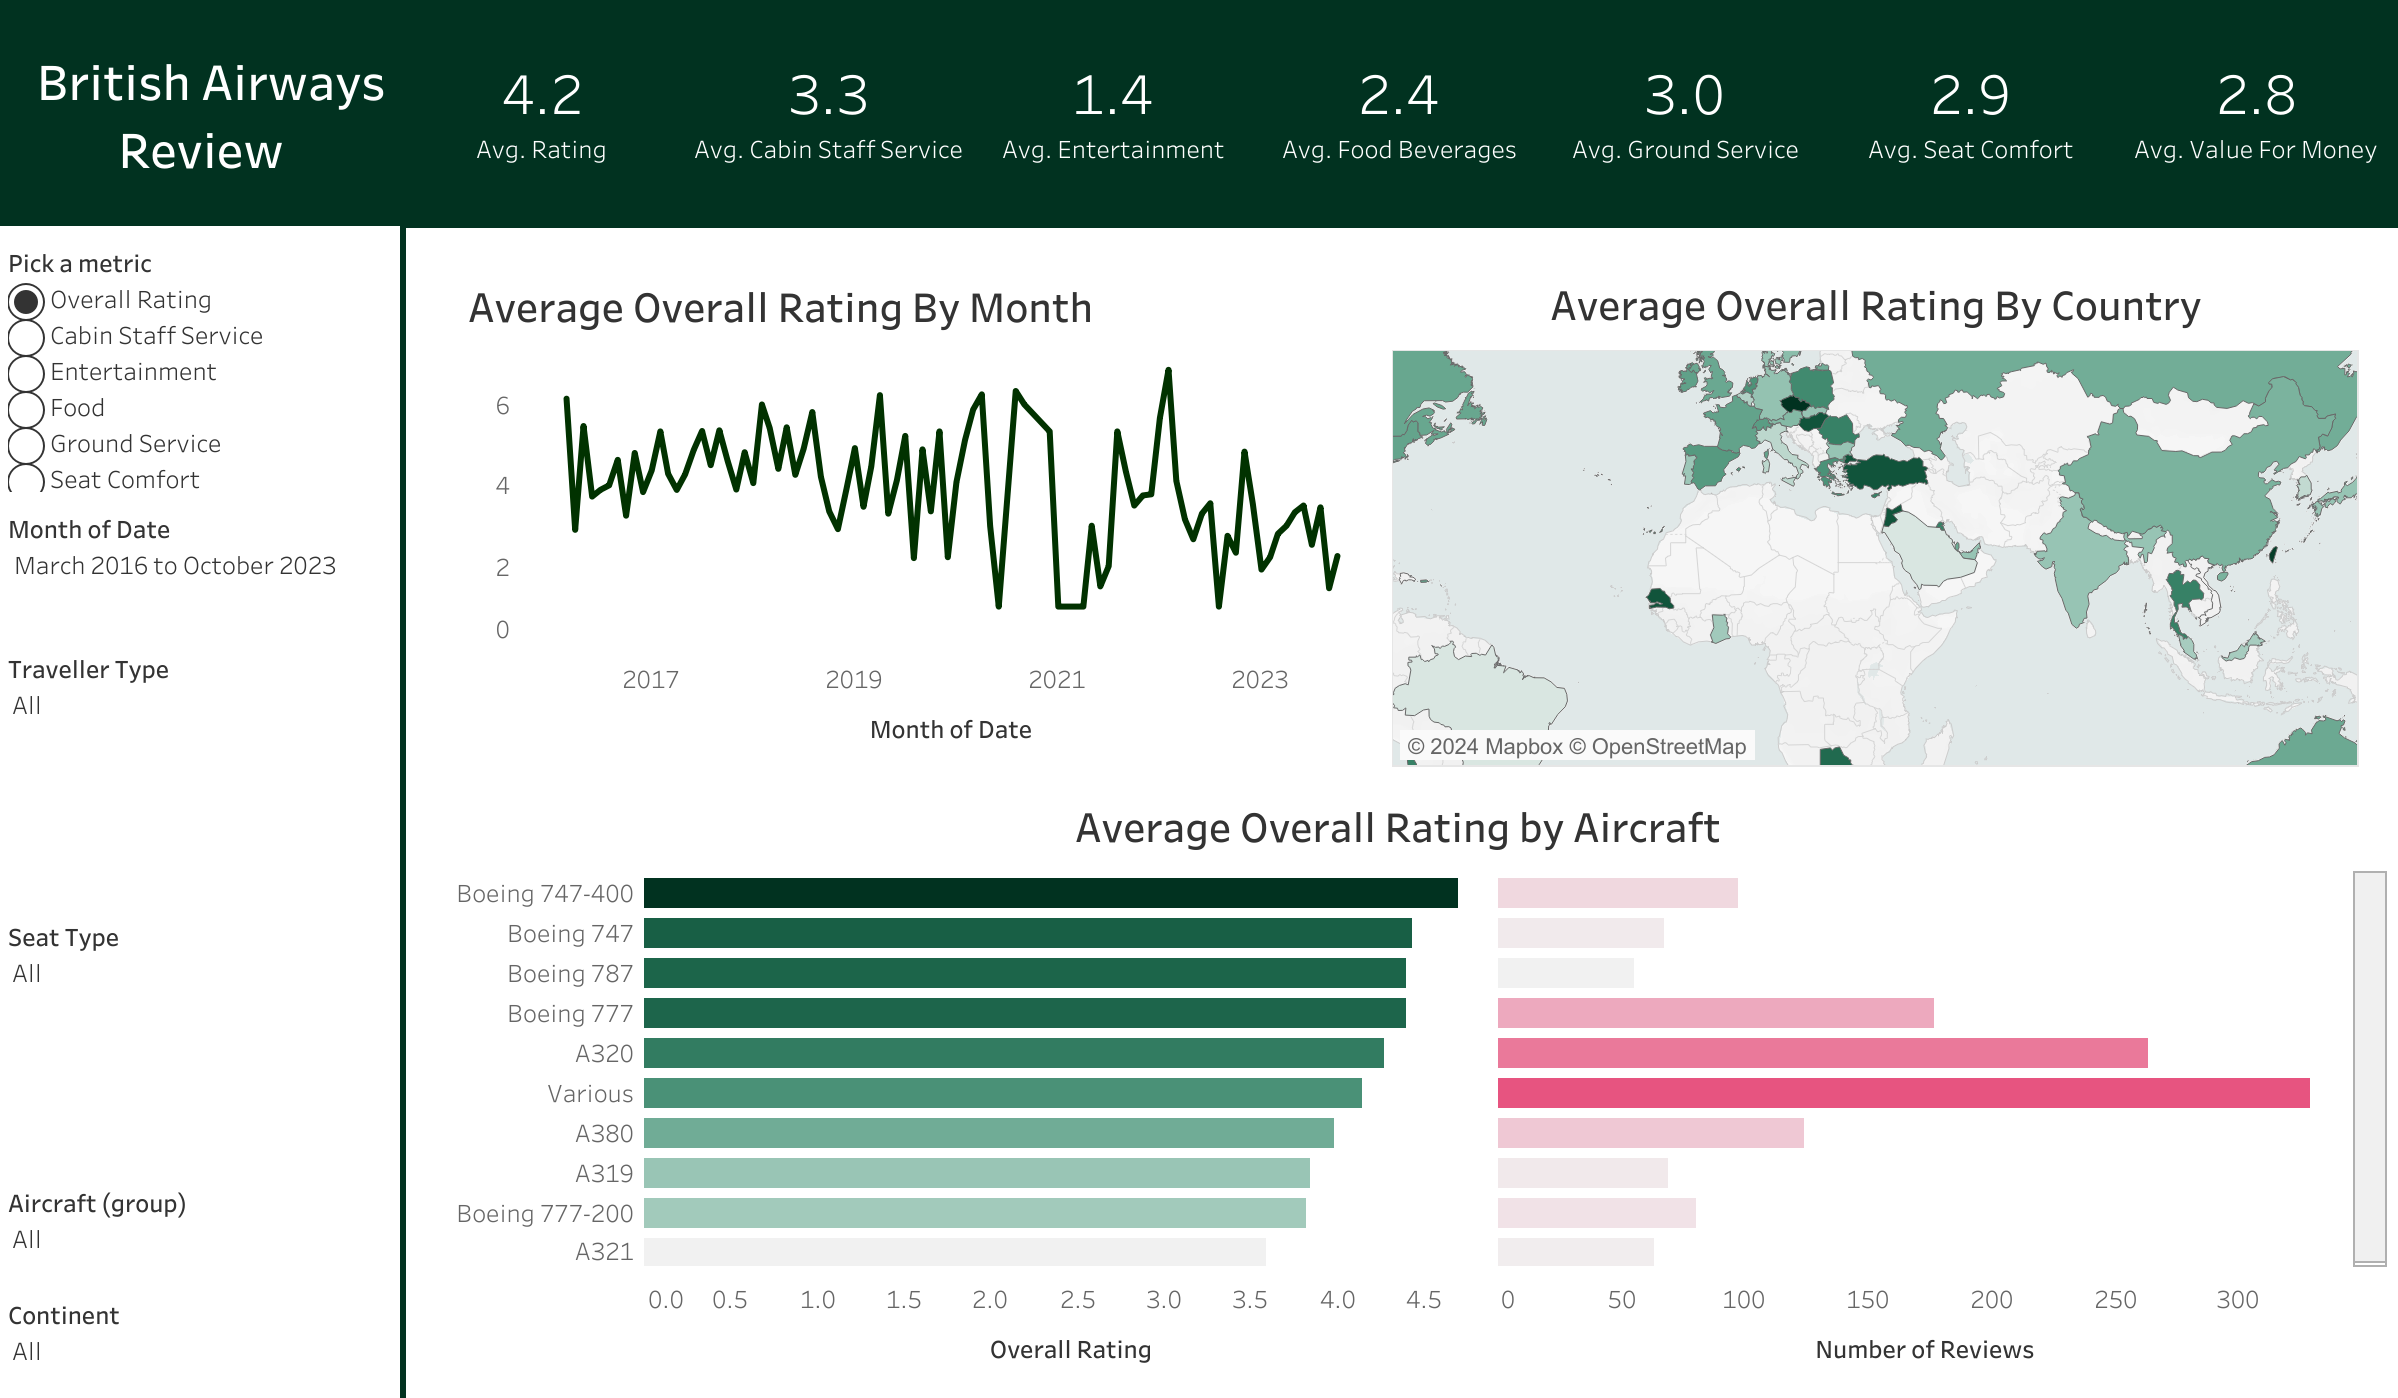 British Airways
Review
4.2
Avg. Rating
3.3
Avg. Cabin Staff Service
1.4
Avg. Entertainment
2.4
Avg. Food Beverages
3.0
Avg. Ground Service
2.9
Avg. Seat Comfort
2.8
Avg. Value For Money
Pick a metric
Overall Rating
Cabin Staff Service
Entertainment
Food
Ground Service
Seat Comfort
Month of Date
March 2016 to October 2023
Traveller Type
All
Seat Type
All
Aircraft (group)
All
Continent
All
Average Overall Rating By Month
6
4
2
0
2017 2019 2021 2023
Month of Date
Average Overall Rating By Country
© 2024 Mapbox © OpenStreetMap
Average Overall Rating by Aircraft
Boeing 747-400
Boeing 747
Boeing 787
Boeing 777
A320
Various
A380
A319
Boeing 777-200
A321
0.0 0.5 1.0 1.5 2.0 2.5 3.0 3.5 4.0 4.5
Overall Rating
0 50 100 150 200 250 300
Number of Reviews